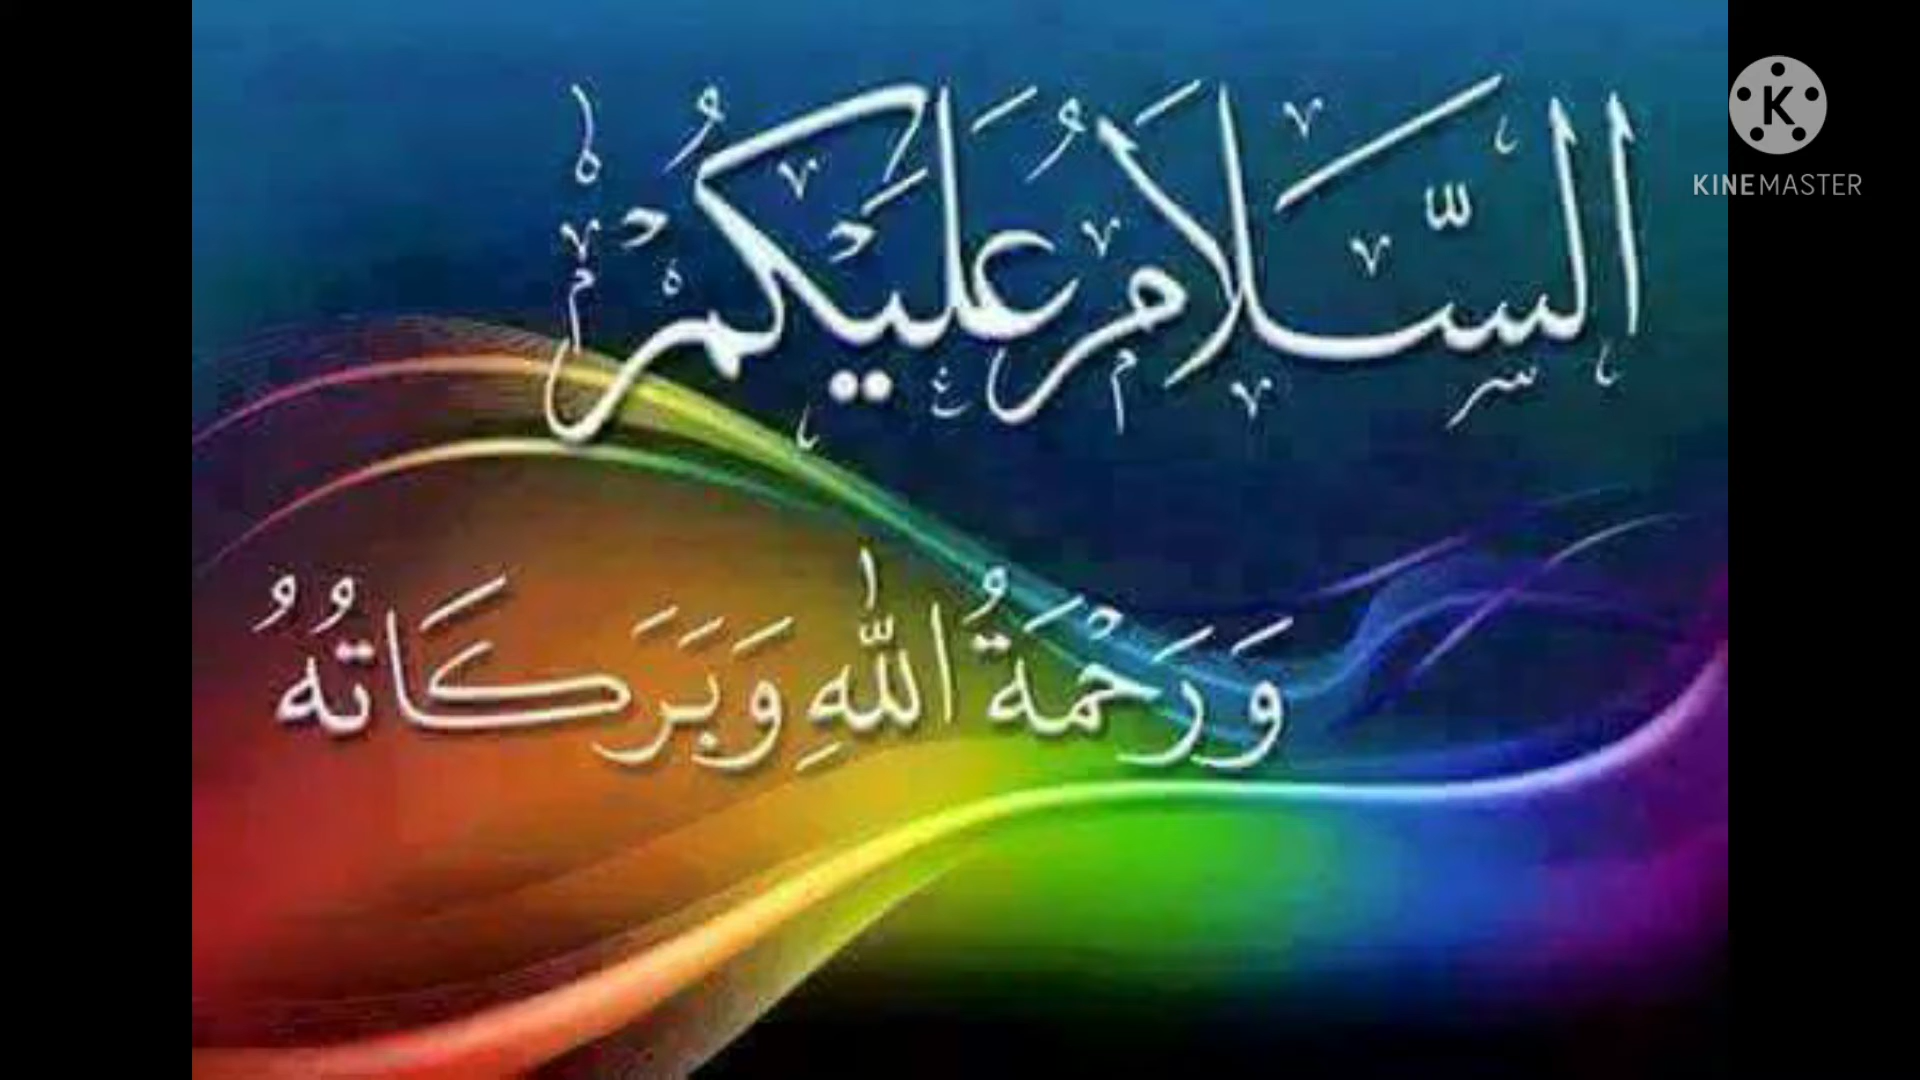 السَّلَامُ عَلَيْكُمْ
وَرَحْمَةُ اللّٰهِ وَبَرَكَاتُهُ
KINEMASTER